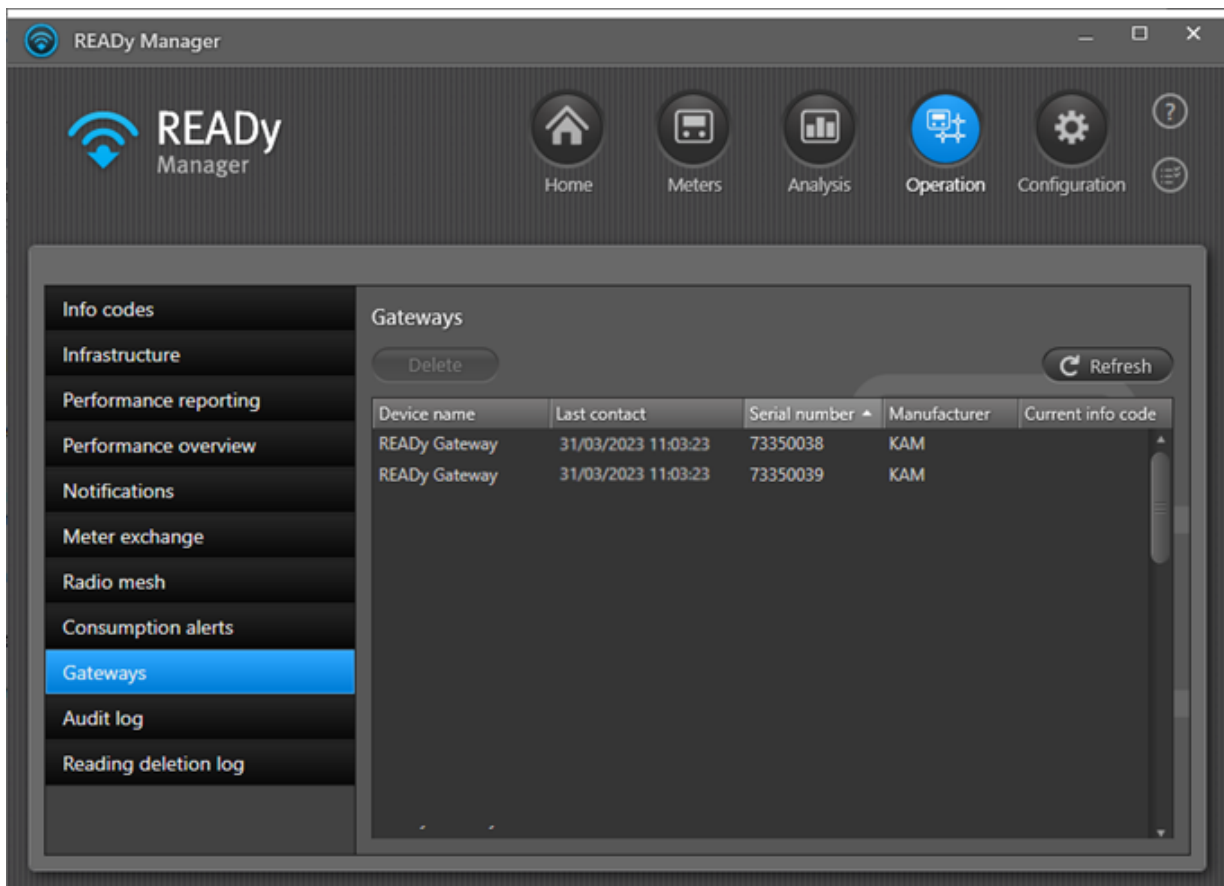 READy Manager
READy
Manager
Home Meters Analysis Operation Configuration
?
Info codes
Infrastructure
Performance reporting
Performance overview
Notifications
Meter exchange
Radio mesh
Consumption alerts
Gateways
Audit log
Reading deletion log
Gateways
Delete Refresh
Device name Last contact Serial number Manufacturer Current info code
READy Gateway 31/03/2023 11:03:23 73350038 KAM
READy Gateway 31/03/2023 11:03:23 73350039 KAM